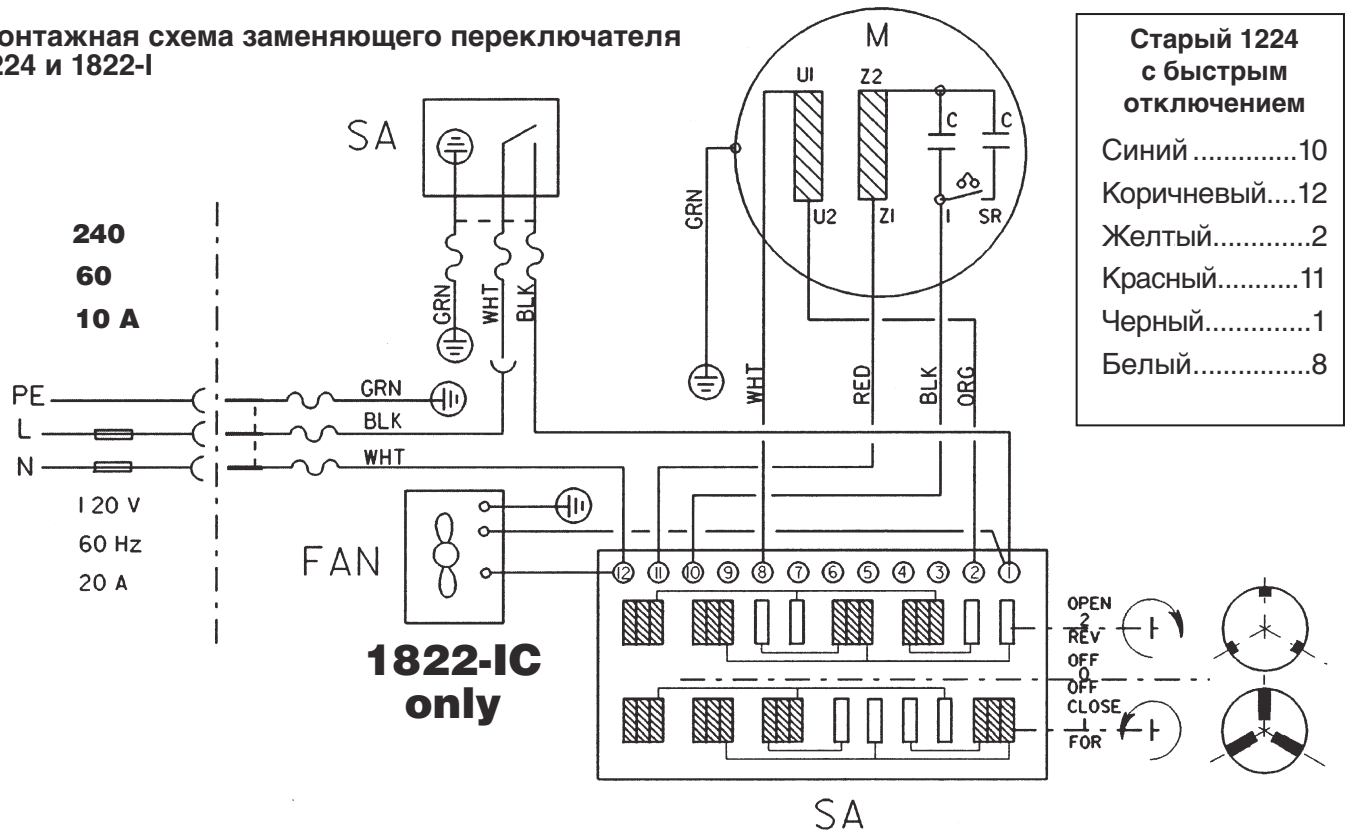 онтажная схема заменяющего переключателя
224 и 1822-I
Старый 1224
с быстрым
отключением
Синий ..............10
Коричневый....12
Желтый.............2
Красный...........11
Черный.............1
Белый................8
M
U1
Z2
C
C
U2
Z1
1
SR
GRN
SA
GRN
WHT
BLK
WHT
RED
BLK
ORG
240
60
10 A
PE
GRN
L
BLK
N
WHT
120 V
60 Hz
20 A
FAN
1822-IC
only
12 11 10 9 8 7 6 5 4 3 2 1
OPEN
2
REV
OFF
0
OFF
CLOSE
1
FOR
SA